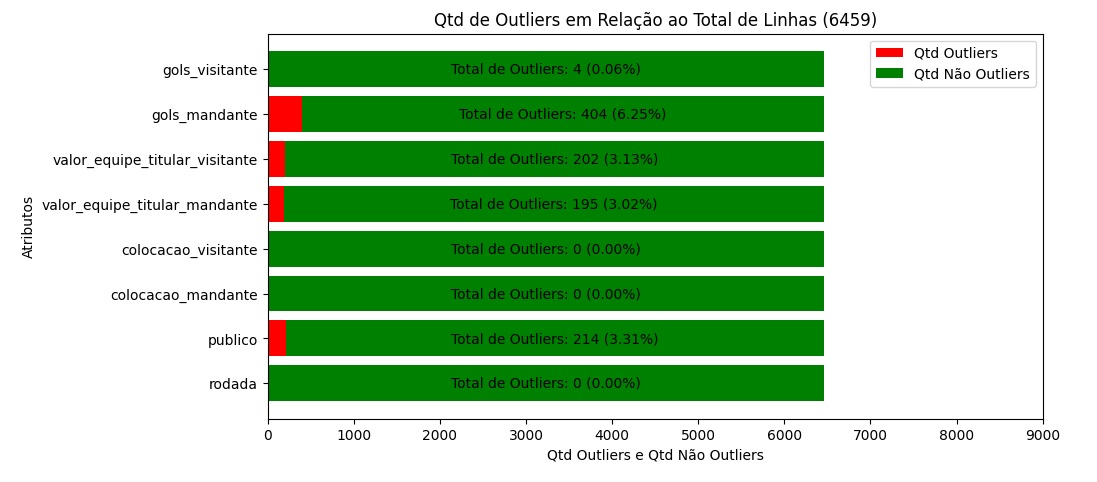 Qtd de Outliers em Relação ao Total de Linhas (6459)
Qtd Outliers
Qtd Não Outliers
Atributos
gols_visitante
Total de Outliers: 4 (0.06%)
gols_mandante
Total de Outliers: 404 (6.25%)
valor_equipe_titular_visitante
Total de Outliers: 202 (3.13%)
valor_equipe_titular_mandante
Total de Outliers: 195 (3.02%)
colocacao_visitante
Total de Outliers: 0 (0.00%)
colocacao_mandante
Total de Outliers: 0 (0.00%)
publico
Total de Outliers: 214 (3.31%)
rodada
Total de Outliers: 0 (0.00%)
0 1000 2000 3000 4000 5000 6000 7000 8000 9000
Qtd Outliers e Qtd Não Outliers